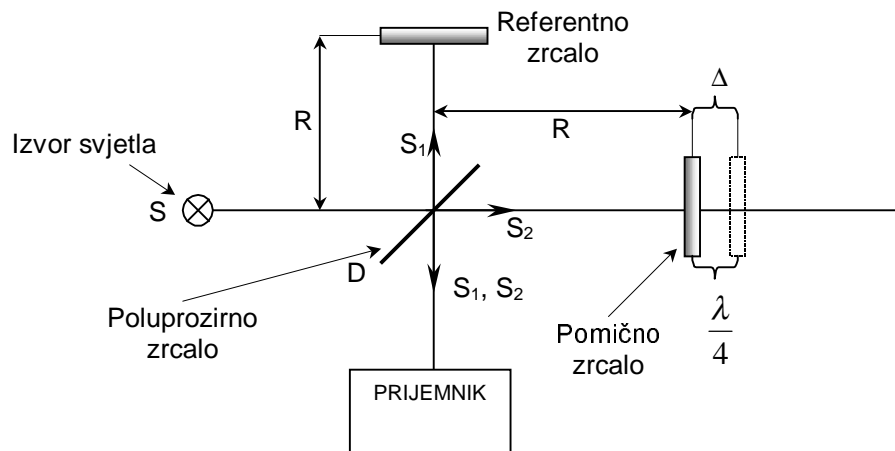 Referentno
zrcalo
Δ
R
R
Izvor svjetla
S₁
S
S₂
D
S₁, S₂
Poluprozirno
zrcalo
Pomično
zrcalo
λ
4
PRIJEMNIK